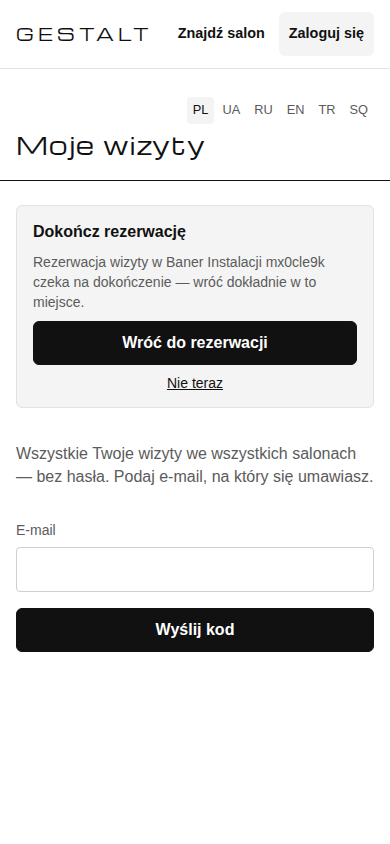 GESTALT Znajdź salon Zaloguj się
PL UA RU EN TR SQ
Moje wizyty
Dokończ rezerwację
Rezerwacja wizyty w Baner Instalacji mx0cle9k
czeka na dokończenie — wróć dokładnie w to
miejsce.
Wróć do rezerwacji
Nie teraz
Wszystkie Twoje wizyty we wszystkich salonach
— bez hasła. Podaj e-mail, na który się umawiasz.
E-mail
Wyślij kod